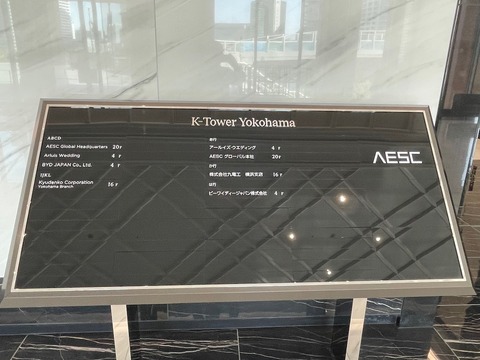 K-Tower Yokohama
ABCD
AESC Global Headquarters 20F
Arluis Wedding 4F
BYD JAPAN Co., Ltd. 4F
IJKL
Kyudenko Corporation
Yokohama Branch 16F
あ行
アールイズ・ウエディング 4F
AESC グローバル本社 20F
か行
株式会社九電工 横浜支店 16F
は行
ビーワイディージャパン株式会社 4F
AESC